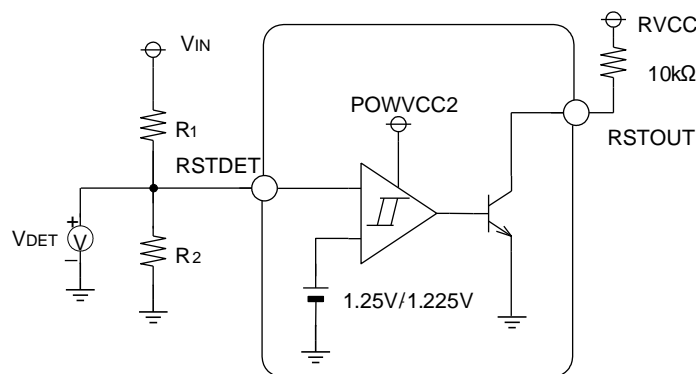 RVCC
VIN
10kΩ
POWVCC2
R1
RSTDET
RSTOUT
+
VDET
V
−
R2
1.25V/1.225V